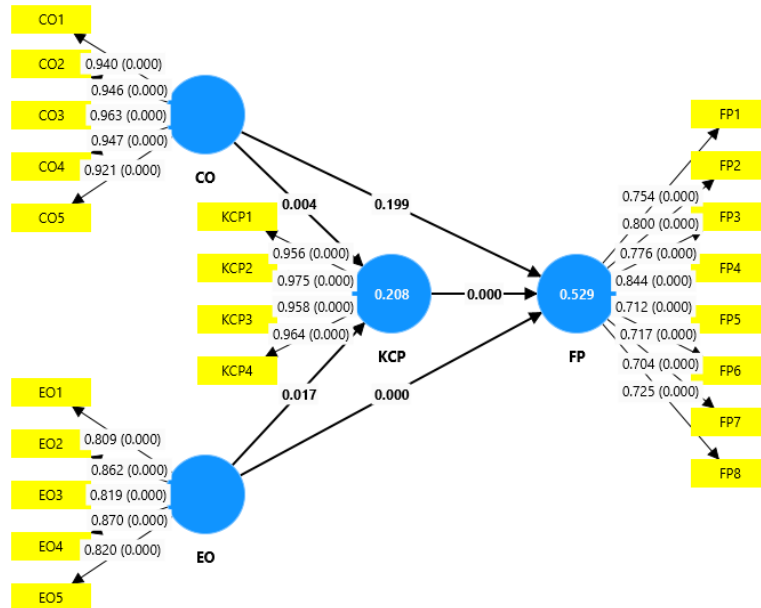 CO1
CO2
CO3
CO4
CO5
0.940 (0.000)
0.946 (0.000)
0.963 (0.000)
0.947 (0.000)
0.921 (0.000)
CO
0.004
0.199
KCP1
KCP2
KCP3
KCP4
0.956 (0.000)
0.975 (0.000)
0.958 (0.000)
0.964 (0.000)
0.208
KCP
0.000
0.529
FP
FP1
FP2
FP3
FP4
FP5
FP6
FP7
FP8
0.754 (0.000)
0.800 (0.000)
0.776 (0.000)
0.844 (0.000)
0.712 (0.000)
0.717 (0.000)
0.704 (0.000)
0.725 (0.000)
0.017
0.000
EO1
EO2
EO3
EO4
EO5
0.809 (0.000)
0.862 (0.000)
0.819 (0.000)
0.870 (0.000)
0.820 (0.000)
EO